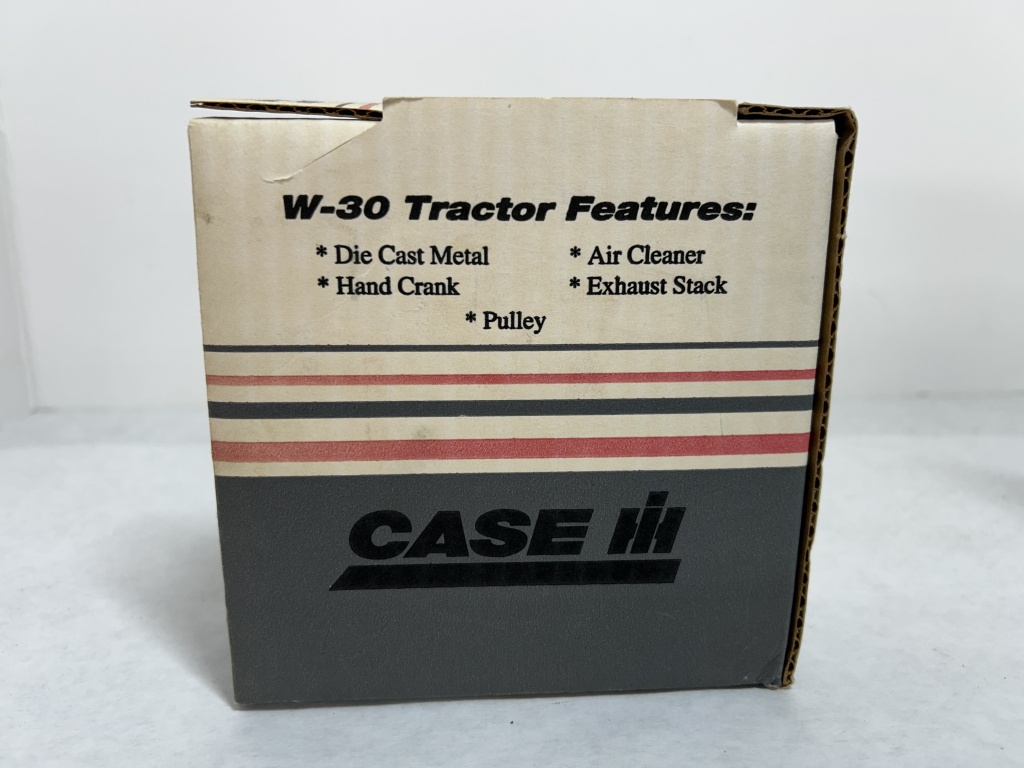 W-30 Tractor Features:
* Die Cast Metal * Air Cleaner
* Hand Crank * Exhaust Stack
* Pulley
CASE IH